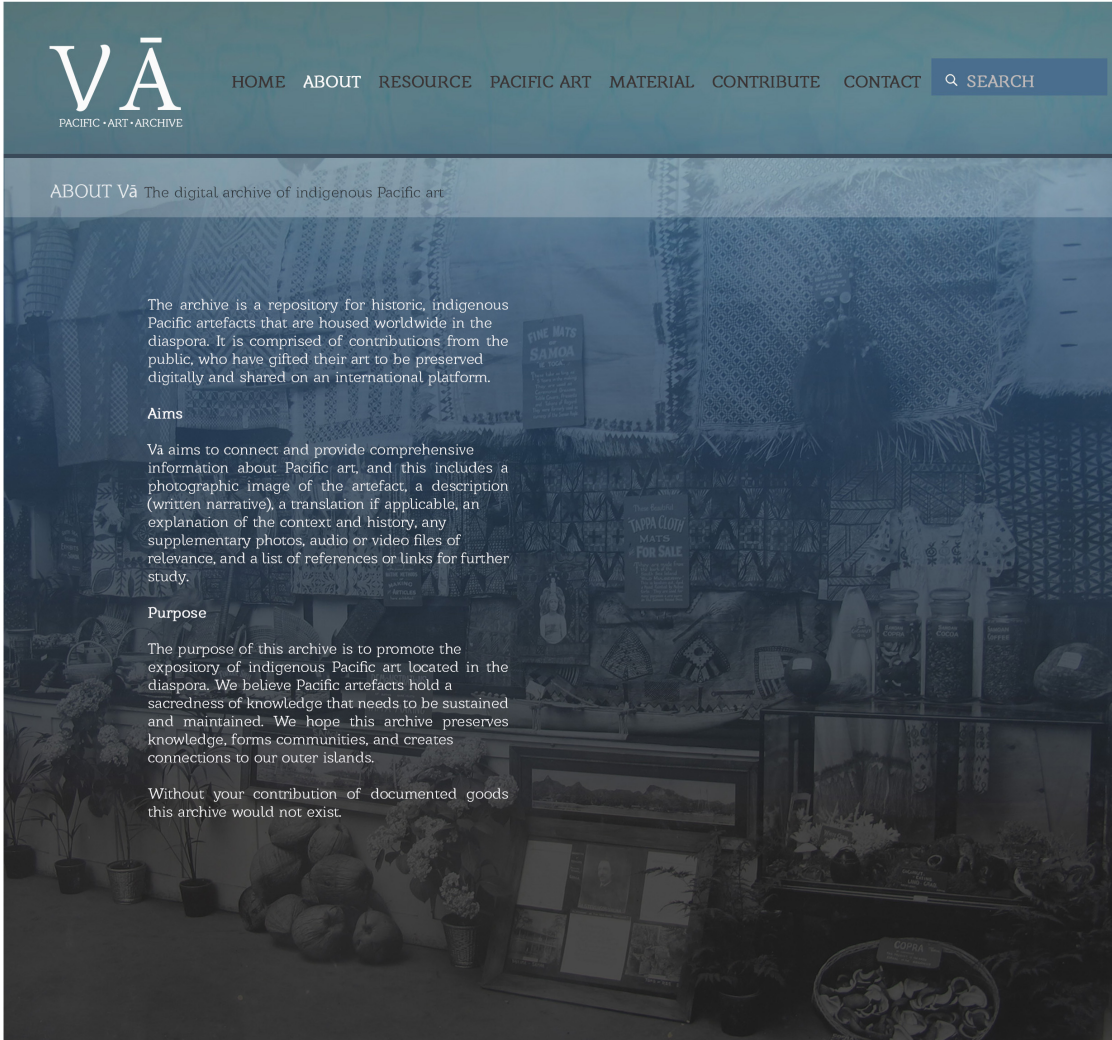 VĀ
PACIFIC • ART • ARCHIVE
HOME ABOUT RESOURCE PACIFIC ART MATERIAL CONTRIBUTE CONTACT SEARCH
ABOUT Vā The digital archive of indigenous Pacific art
The archive is a repository for historic, indigenous
Pacific artefacts that are housed worldwide in the
diaspora. It is comprised of contributions from the
public, who have gifted their art to be preserved
digitally and shared on an international platform.
Aims
Vā aims to connect and provide comprehensive
information about Pacific art, and this includes a
photographic image of the artefact, a description
(written narrative), a translation if applicable, an
explanation of the context and history, any
supplementary photos, audio or video files of
relevance, and a list of references or links for further
study.
Purpose
The purpose of this archive is to promote the
expository of indigenous Pacific art located in the
diaspora. We believe Pacific artefacts hold a
sacredness of knowledge that needs to be sustained
and maintained. We hope this archive preserves
knowledge, forms communities, and creates
connections to our outer islands.
Without your contribution of documented goods
this archive would not exist.
FINE MATS
SAMOA
TAPPA CLOTH
MATS
FOR SALE
SAMOA
COPRA
SAMOA
COCOA
COFFEE
COPRA